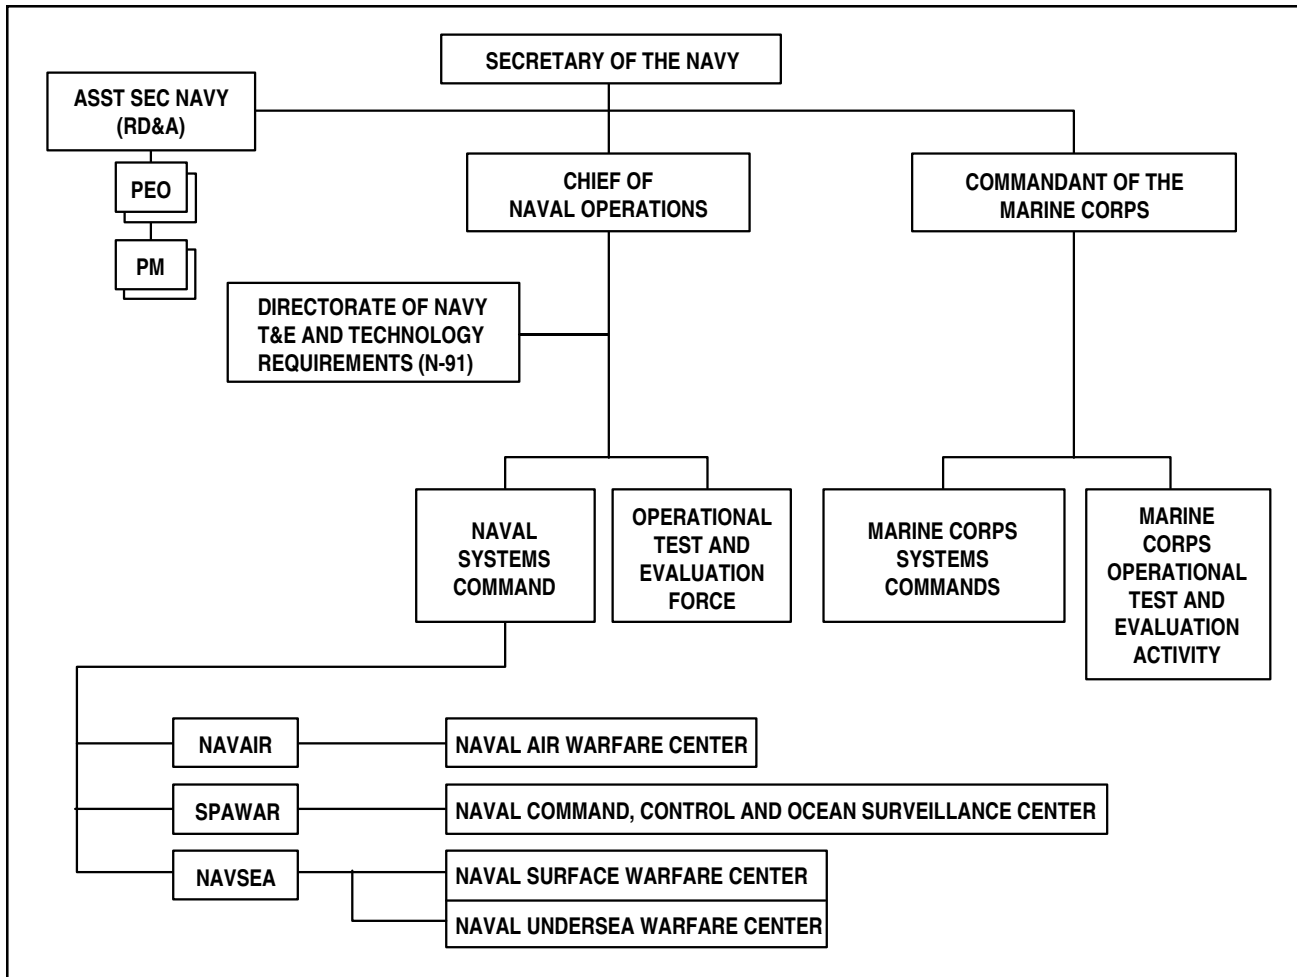 SECRETARY OF THE NAVY
ASST SEC NAVY
(RD&A)
PEO
PM
CHIEF OF
NAVAL OPERATIONS
COMMANDANT OF THE
MARINE CORPS
DIRECTORATE OF NAVY
T&E AND TECHNOLOGY
REQUIREMENTS (N-91)
NAVAL
SYSTEMS
COMMAND
OPERATIONAL
TEST AND
EVALUATION
FORCE
MARINE CORPS
SYSTEMS
COMMANDS
MARINE
CORPS
OPERATIONAL
TEST AND
EVALUATION
ACTIVITY
NAVAIR
NAVAL AIR WARFARE CENTER
SPAWAR
NAVAL COMMAND, CONTROL AND OCEAN SURVEILLANCE CENTER
NAVSEA
NAVAL SURFACE WARFARE CENTER
NAVAL UNDERSEA WARFARE CENTER